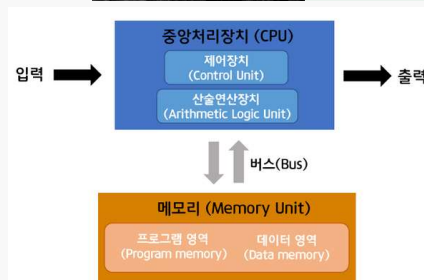 중앙처리장치 (CPU)
제어장치
(Control Unit)
입력
출력
산술연산장치
(Arithmetic Logic Unit)
버스(Bus)
메모리 (Memory Unit)
프로그램 영역
(Program memory)
데이터 영역
(Data memory)